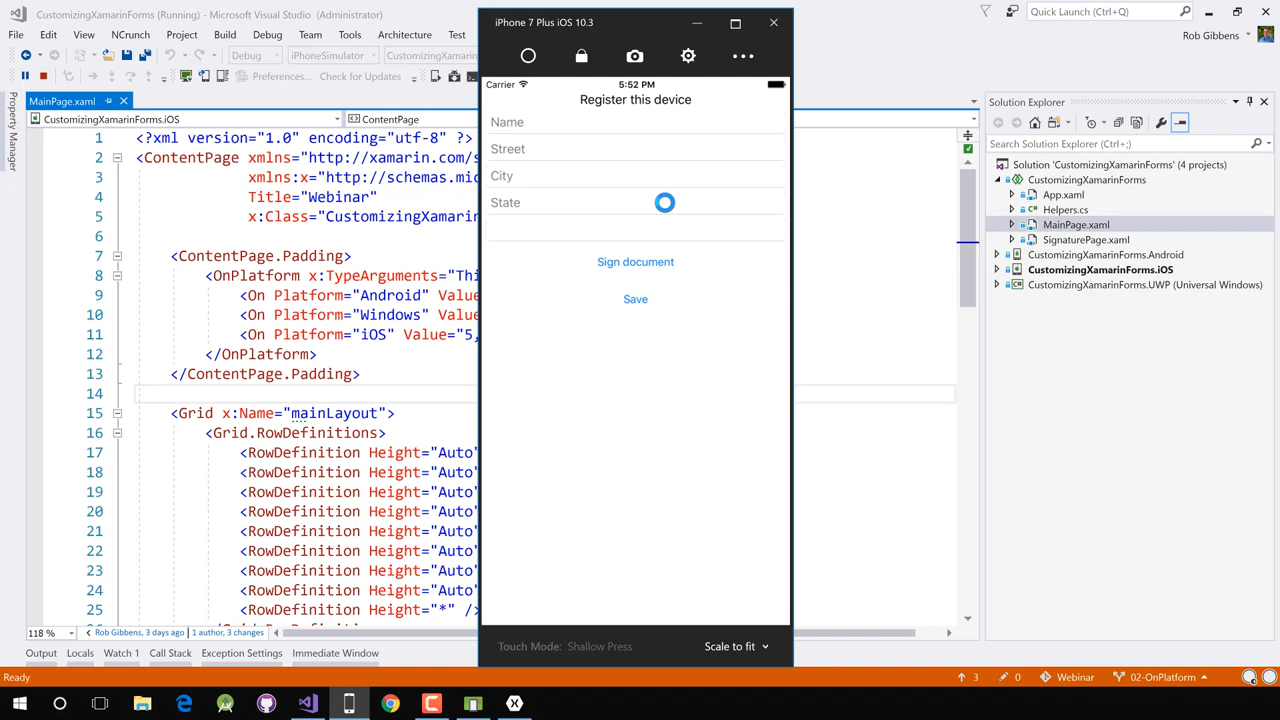 CustomizingXamarinForms (Running) - Microsoft Visual Studio (Administrator)
iPhone 7 Plus iOS 10.3
Quick Launch (Ctrl+;)
File Edit View NCrunch Project Build Debug Team Tools Architecture
Rob Gibbens
Debug iPhoneSimulator CustomizingXamarinForms
Preferences... Check for Updates
MainPage.xaml
CustomizingXamarinForms.iOS
ContentPage
Property Manager
1 <?xml version="1.0" encoding="utf-8" ?>
2 <ContentPage xmlns="http://xamarin.com/s
3 xmlns:x="http://schemas.mic
4 Title="Webinar"
5 x:Class="CustomizingXamarin
6
7 <ContentPage.Padding>
8 <OnPlatform x:TypeArguments="Thi
9 <On Platform="Android" Value
10 <On Platform="Windows" Value
11 <On Platform="iOS" Value="5,
12 </OnPlatform>
13 </ContentPage.Padding>
14
15 <Grid x:Name="mainLayout">
16 <Grid.RowDefinitions>
17 <RowDefinition Height="Auto"
18 <RowDefinition Height="Auto"
19 <RowDefinition Height="Auto"
20 <RowDefinition Height="Auto"
21 <RowDefinition Height="Auto"
22 <RowDefinition Height="Auto"
23 <RowDefinition Height="Auto"
24 <RowDefinition Height="Auto"
25 <RowDefinition Height="*" />
118 %
Rob Gibbens, 3 days ago | 1 author, 3 changes
Carrier 5:52 PM
Register this device
Name
Street
City
State
Sign document
Save
Touch Mode: Shallow Press
Scale to fit
Solution Explorer
Search Solution Explorer (Ctrl+;)
Solution 'CustomizingXamarinForms' (4 projects)
CustomizingXamarinForms
App.xaml
Helpers.cs
MainPage.xaml
SignaturePage.xaml
CustomizingXamarinForms.Android
CustomizingXamarinForms.iOS
CustomizingXamarinForms.UWP (Universal Windows)
Output Locals Watch 1 Call Stack Exception Settings Immediate Window
Ready
3 0 Webinar 02-OnPlatform